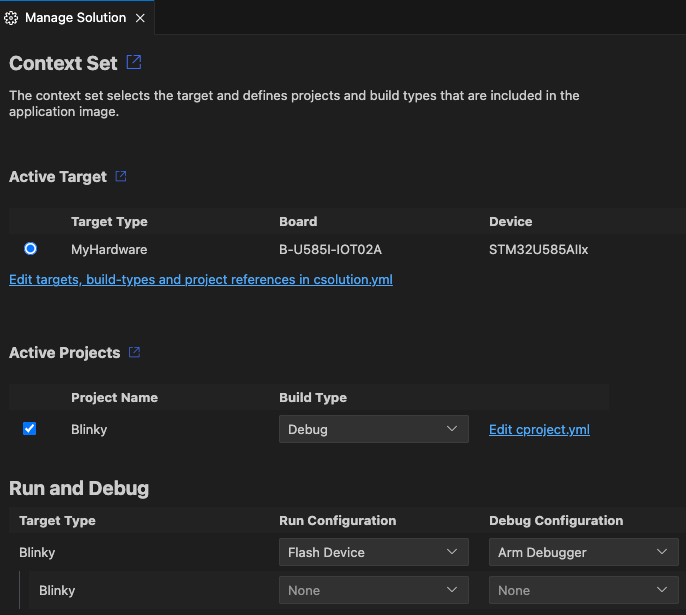 Manage Solution
Context Set
The context set selects the target and defines projects and build types that are included in the
application image.
Active Target
Target Type Board Device
MyHardware B-U585I-IOT02A STM32U585AIIx
Edit targets, build-types and project references in csolution.yml
Active Projects
Project Name Build Type
Blinky Debug Edit cproject.yml
Run and Debug
Target Type Run Configuration Debug Configuration
Blinky Flash Device Arm Debugger
Blinky None None